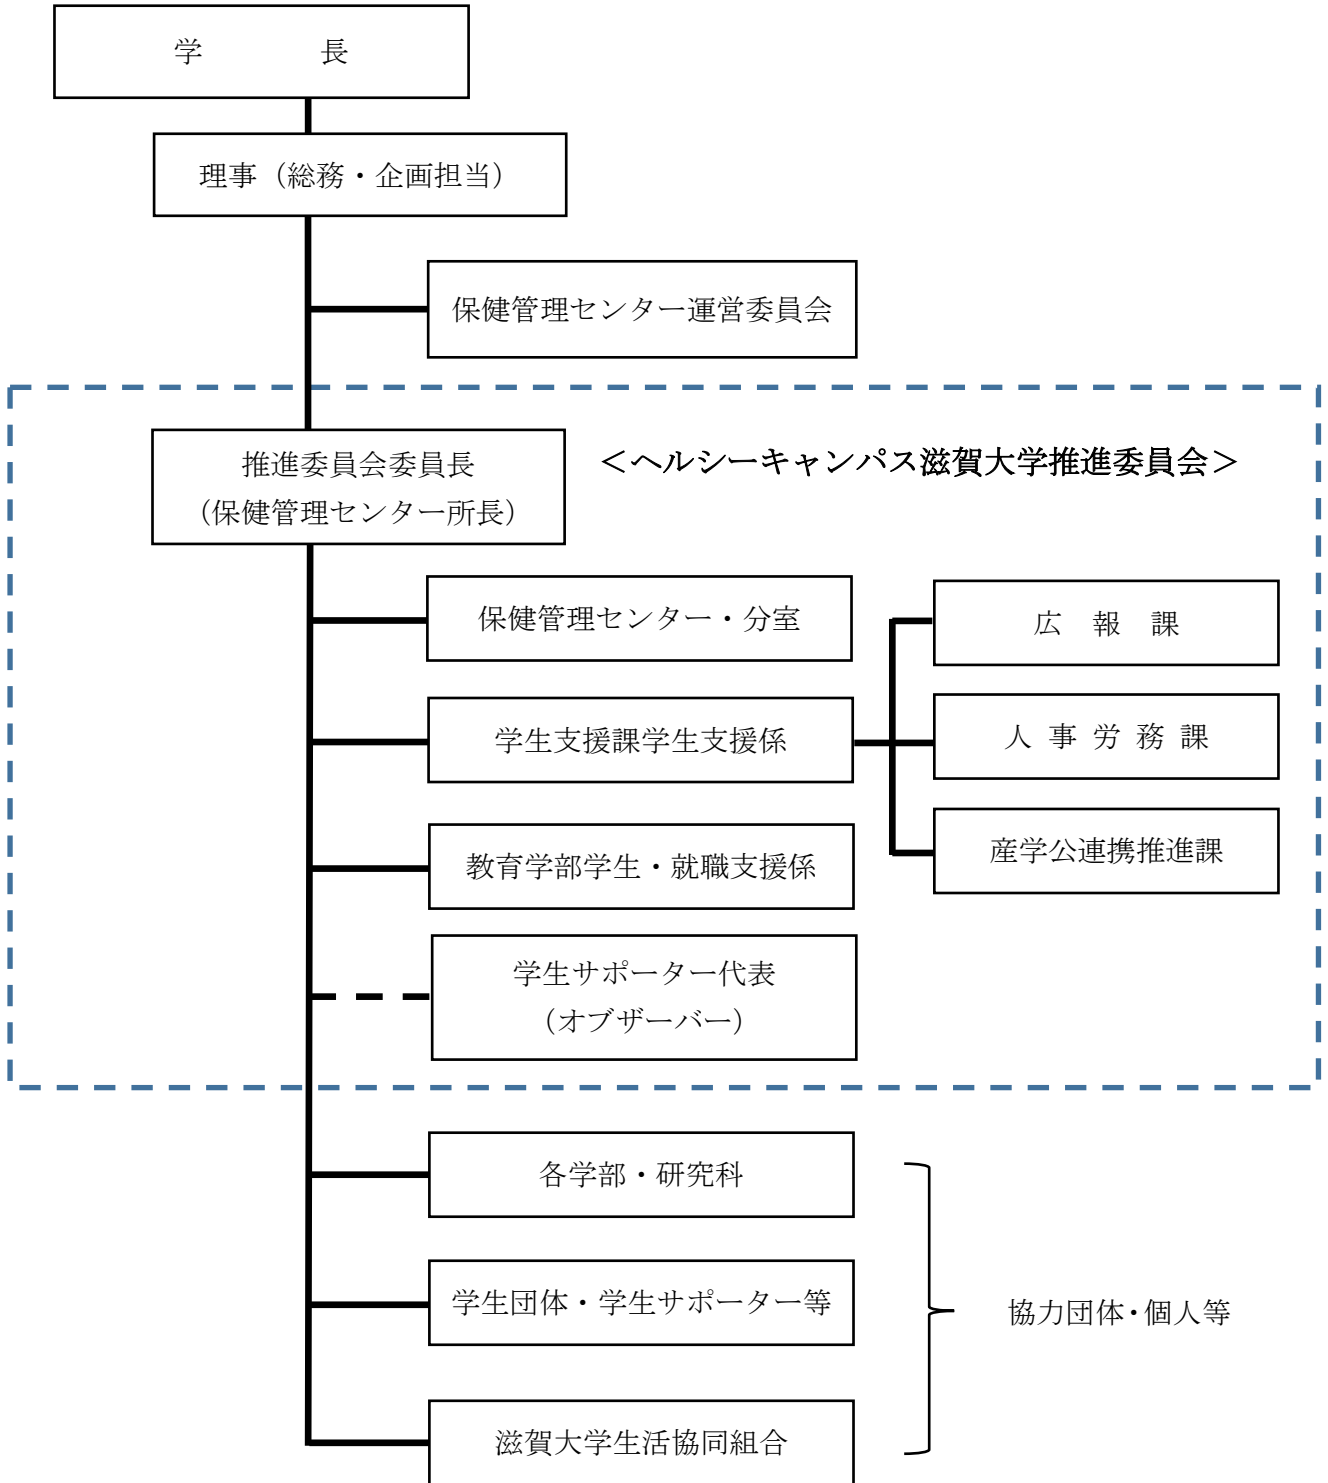 学　　　　長
理事（総務・企画担当）
保健管理センター運営委員会
推進委員会委員長
（保健管理センター所長）
＜ヘルシーキャンパス滋賀大学推進委員会＞
保健管理センター・分室
広　報　課
学生支援課学生支援係
人 事 労 務 課
教育学部学生・就職支援係
産学公連携推進課
学生サポーター代表
（オブザーバー）
各学部・研究科
学生団体・学生サポーター等
協力団体・個人等
滋賀大学生活協同組合